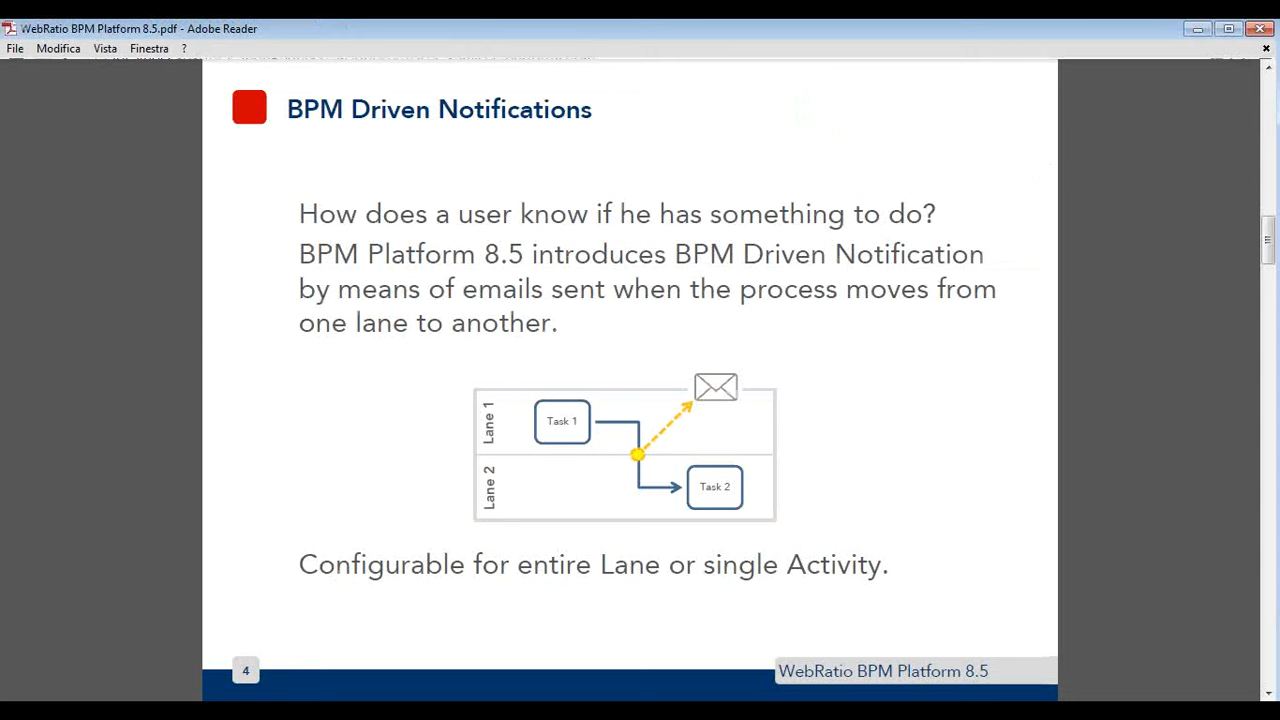 WebRatio BPM Platform 8.5.pdf - Adobe Reader
File Modifica Vista Finestra ?
BPM Driven Notifications
How does a user know if he has something to do?
BPM Platform 8.5 introduces BPM Driven Notification
by means of emails sent when the process moves from
one lane to another.
Lane 1
Task 1
Lane 2
Task 2
Configurable for entire Lane or single Activity.
4
WebRatio BPM Platform 8.5